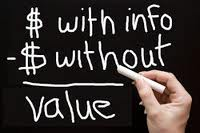 $ with info
- $ without
value